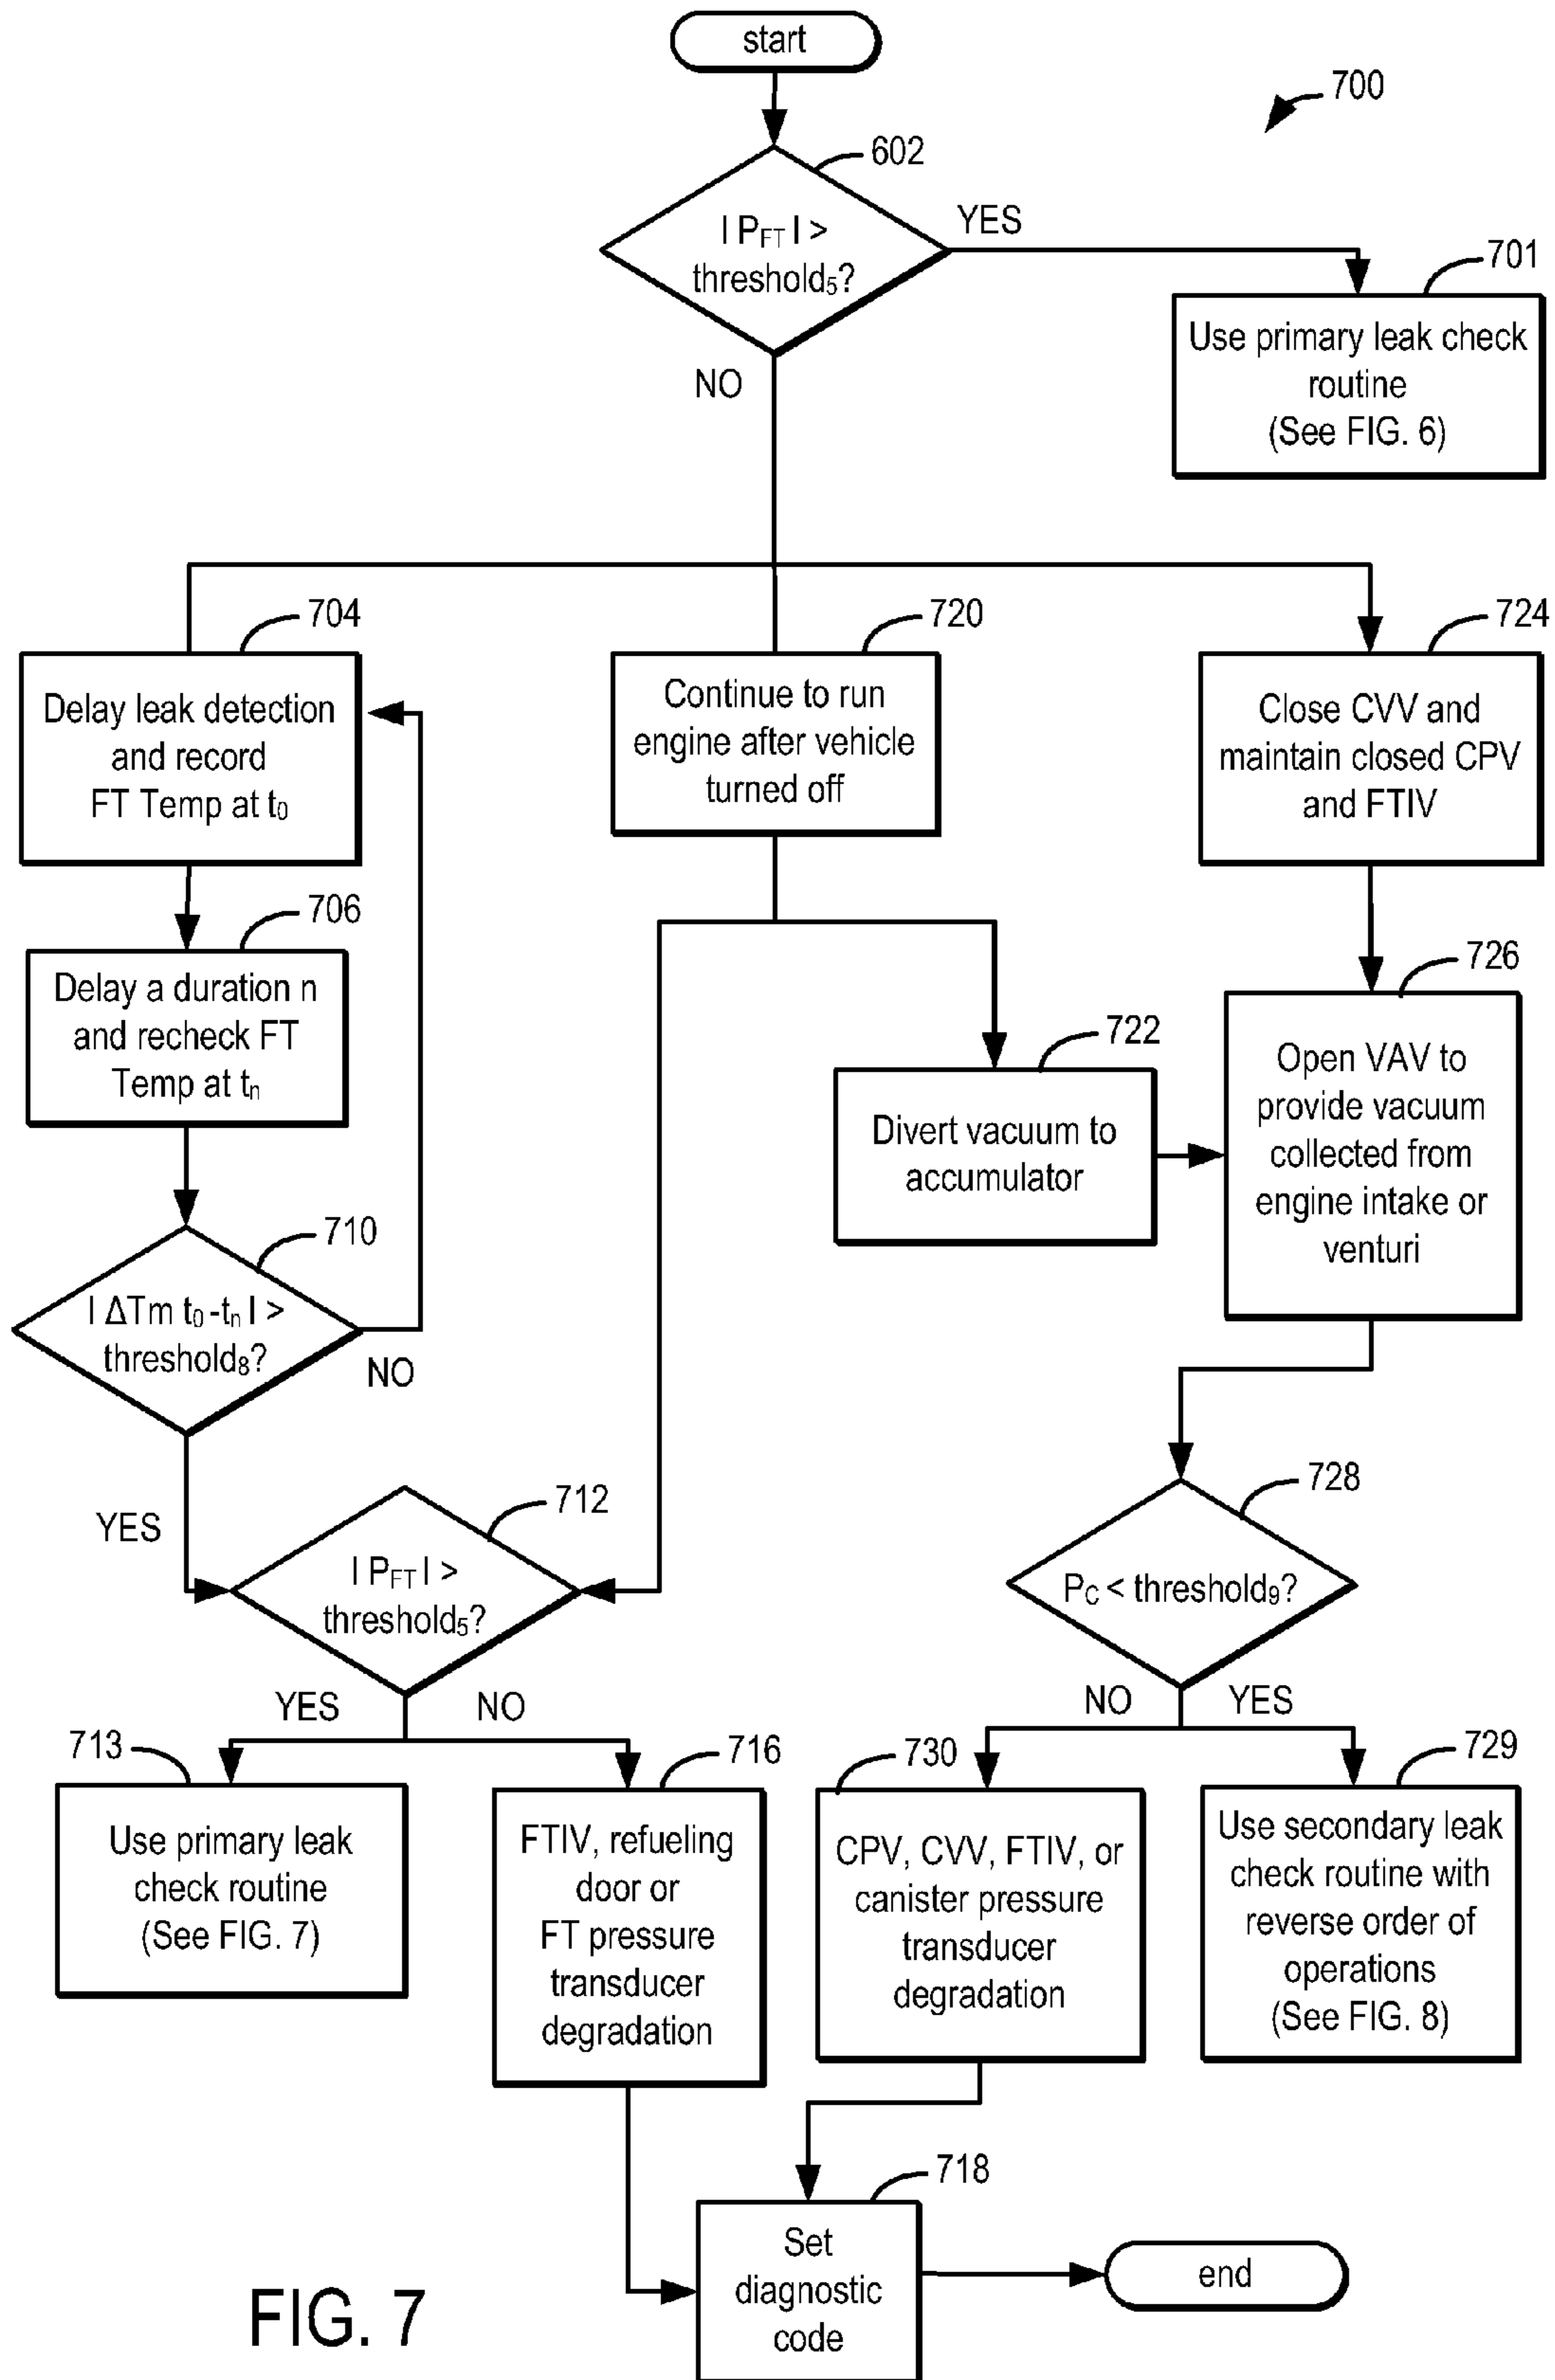 start
700
602
| P_FT | >
threshold₅?
YES
NO
701
Use primary leak check
routine
(See FIG. 6)
704
Delay leak detection
and record
FT Temp at t₀
720
Continue to run
engine after vehicle
turned off
724
Close CVV and
maintain closed CPV
and FTIV
706
Delay a duration n
and recheck FT
Temp at tₙ
722
Divert vacuum to
accumulator
726
Open VAV to
provide vacuum
collected from
engine intake or
venturi
710
| ΔTm t₀-tₙ | >
threshold₈?
NO
YES
712
| P_FT | >
threshold₅?
YES
NO
728
P_C < threshold₉?
NO
YES
713
Use primary leak
check routine
(See FIG. 7)
716
FTIV, refueling
door or
FT pressure
transducer
degradation
730
CPV, CVV, FTIV, or
canister pressure
transducer
degradation
729
Use secondary leak
check routine with
reverse order of
operations
(See FIG. 8)
718
Set
diagnostic
code
end
FIG. 7